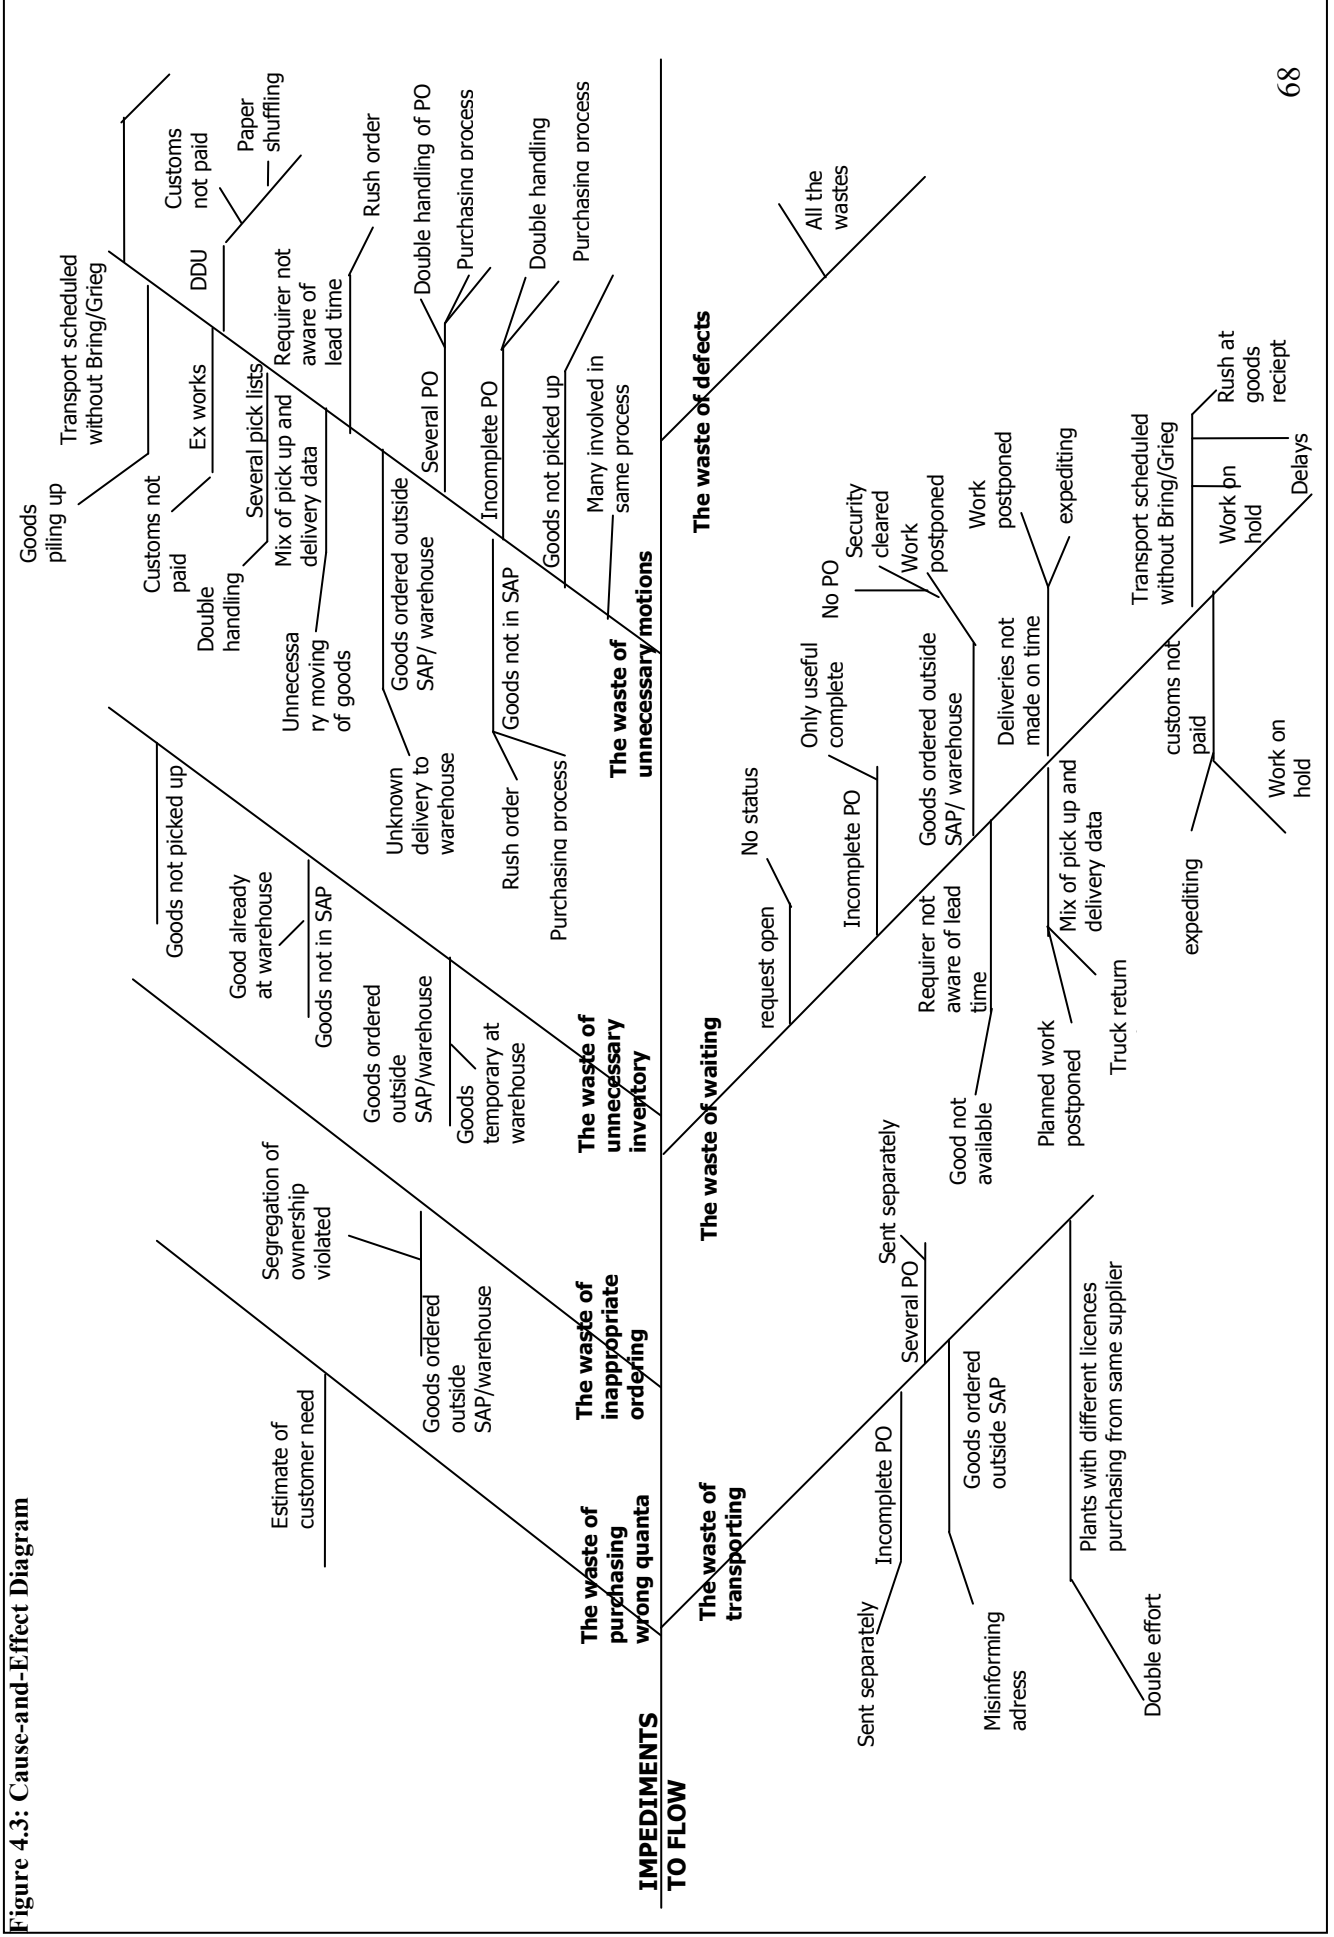 Figure 4.3: Cause-and-Effect Diagram
IMPEDIMENTS
TO FLOW
The waste of
purchasing
wrong quanta
Estimate of
customer need
The waste of
inappropriate
ordering
Goods ordered
outside
SAP/warehouse
Segregation of
ownership
violated
The waste of
unnecessary
inventory
Goods not picked up
Good already
at warehouse
Goods not in SAP
Goods ordered
outside
SAP/warehouse
Goods
temporary at
warehouse
The waste of
unnecessary motions
Goods
piling up
Transport scheduled
without Bring/Grieg
Customs not
paid
Ex works
DDU
Customs
not paid
Paper
shuffling
Double
handling
Several pick lists
Mix of pick up and
delivery data
Unnecessa
ry moving
of goods
Requirer not
aware of
lead time
Rush order
Unknown
delivery to
warehouse
Goods ordered outside
SAP/ warehouse
Several PO
Double handling of PO
Purchasing process
Rush order
Purchasing process
Goods not in SAP
Incomplete PO
Double handling
Purchasing process
Goods not picked up
Many involved in
same process
The waste of
transporting
Sent separately
Incomplete PO
Several PO
Sent separately
Misinforming
adress
Goods ordered
outside SAP
Double effort
Plants with different licences
purchasing from same supplier
The waste of waiting
request open
No status
Incomplete PO
Only useful
complete
Good not
available
Requirer not
aware of lead
time
Goods ordered outside
SAP/ warehouse
No PO
Security
cleared
Work
postponed
Planned work
postponed
Truck return
Mix of pick up and
delivery data
Deliveries not
made on time
Work
postponed
expediting
expediting
Work on
hold
customs not
paid
Transport scheduled
without Bring/Grieg
Work on
hold
Delays
Rush at
goods
reciept
The waste of defects
All the
wastes
68